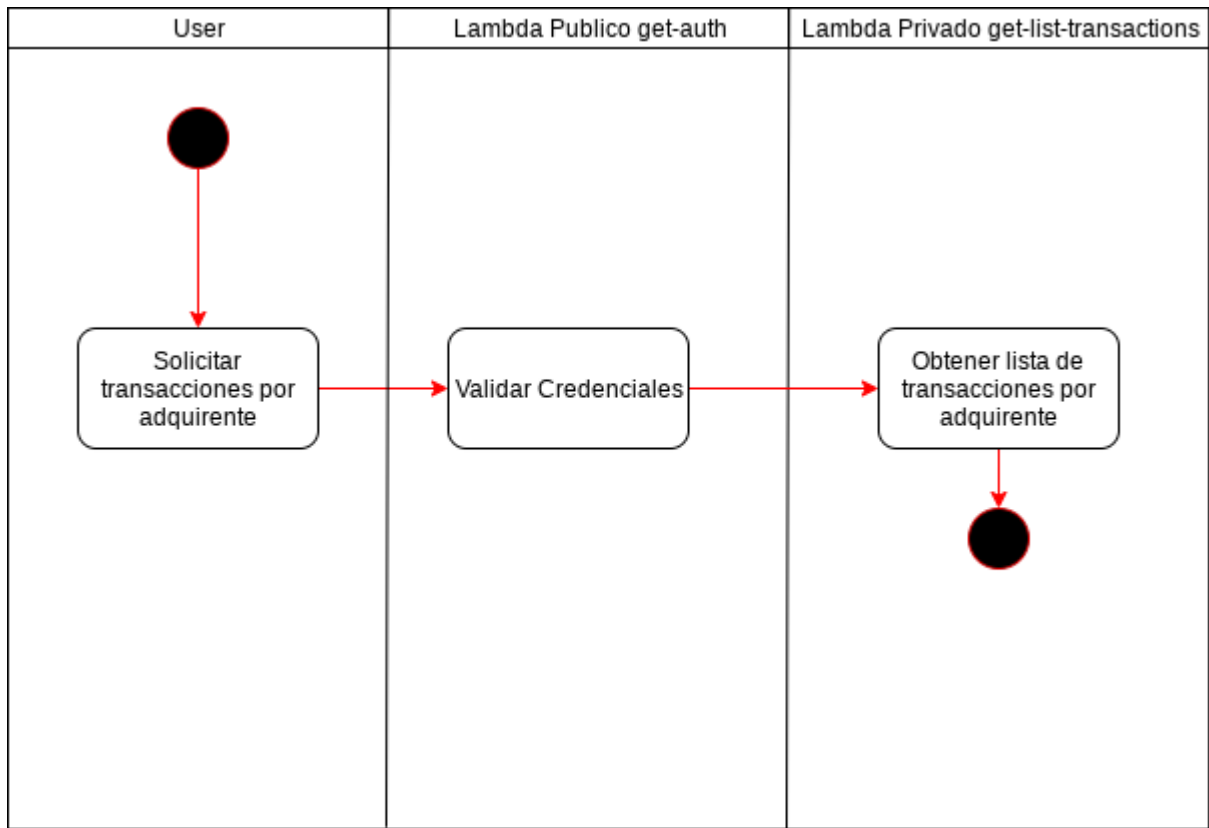 User
Lambda Publico get-auth
Lambda Privado get-list-transactions
Solicitar
transacciones por
adquirente
Validar Credenciales
Obtener lista de
transacciones por
adquirente